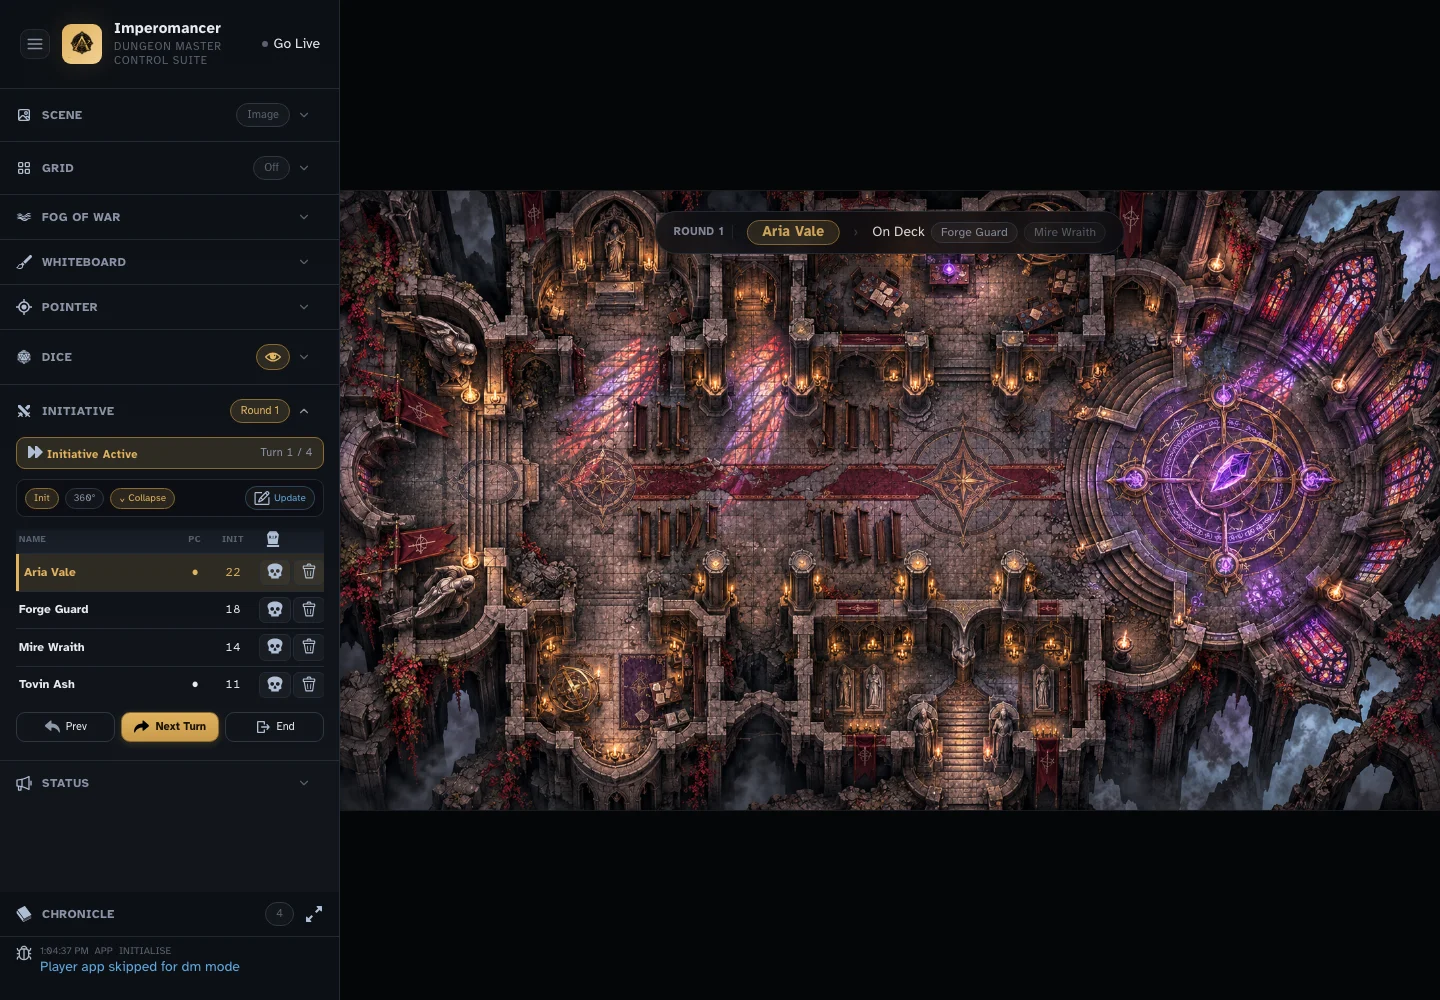 Imperomancer
DUNGEON MASTER
CONTROL SUITE
Go Live
SCENE Image
GRID Off
FOG OF WAR
WHITEBOARD
POINTER
DICE
INITIATIVE Round 1
Initiative Active Turn 1 / 4
Init 360° Collapse Update
NAME PC INIT
Aria Vale 22
Forge Guard 18
Mire Wraith 14
Tovin Ash 11
Prev Next Turn End
STATUS
CHRONICLE 4
1:04:37 PM APP INITIALISE
Player app skipped for dm mode
ROUND 1 Aria Vale › On Deck Forge Guard Mire Wraith